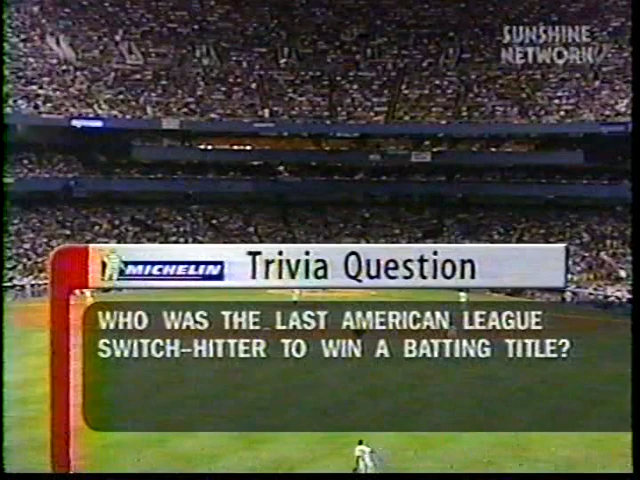 SUNSHINE
NETWORK
MICHELIN
Trivia Question
WHO WAS THE LAST AMERICAN LEAGUE
SWITCH-HITTER TO WIN A BATTING TITLE?